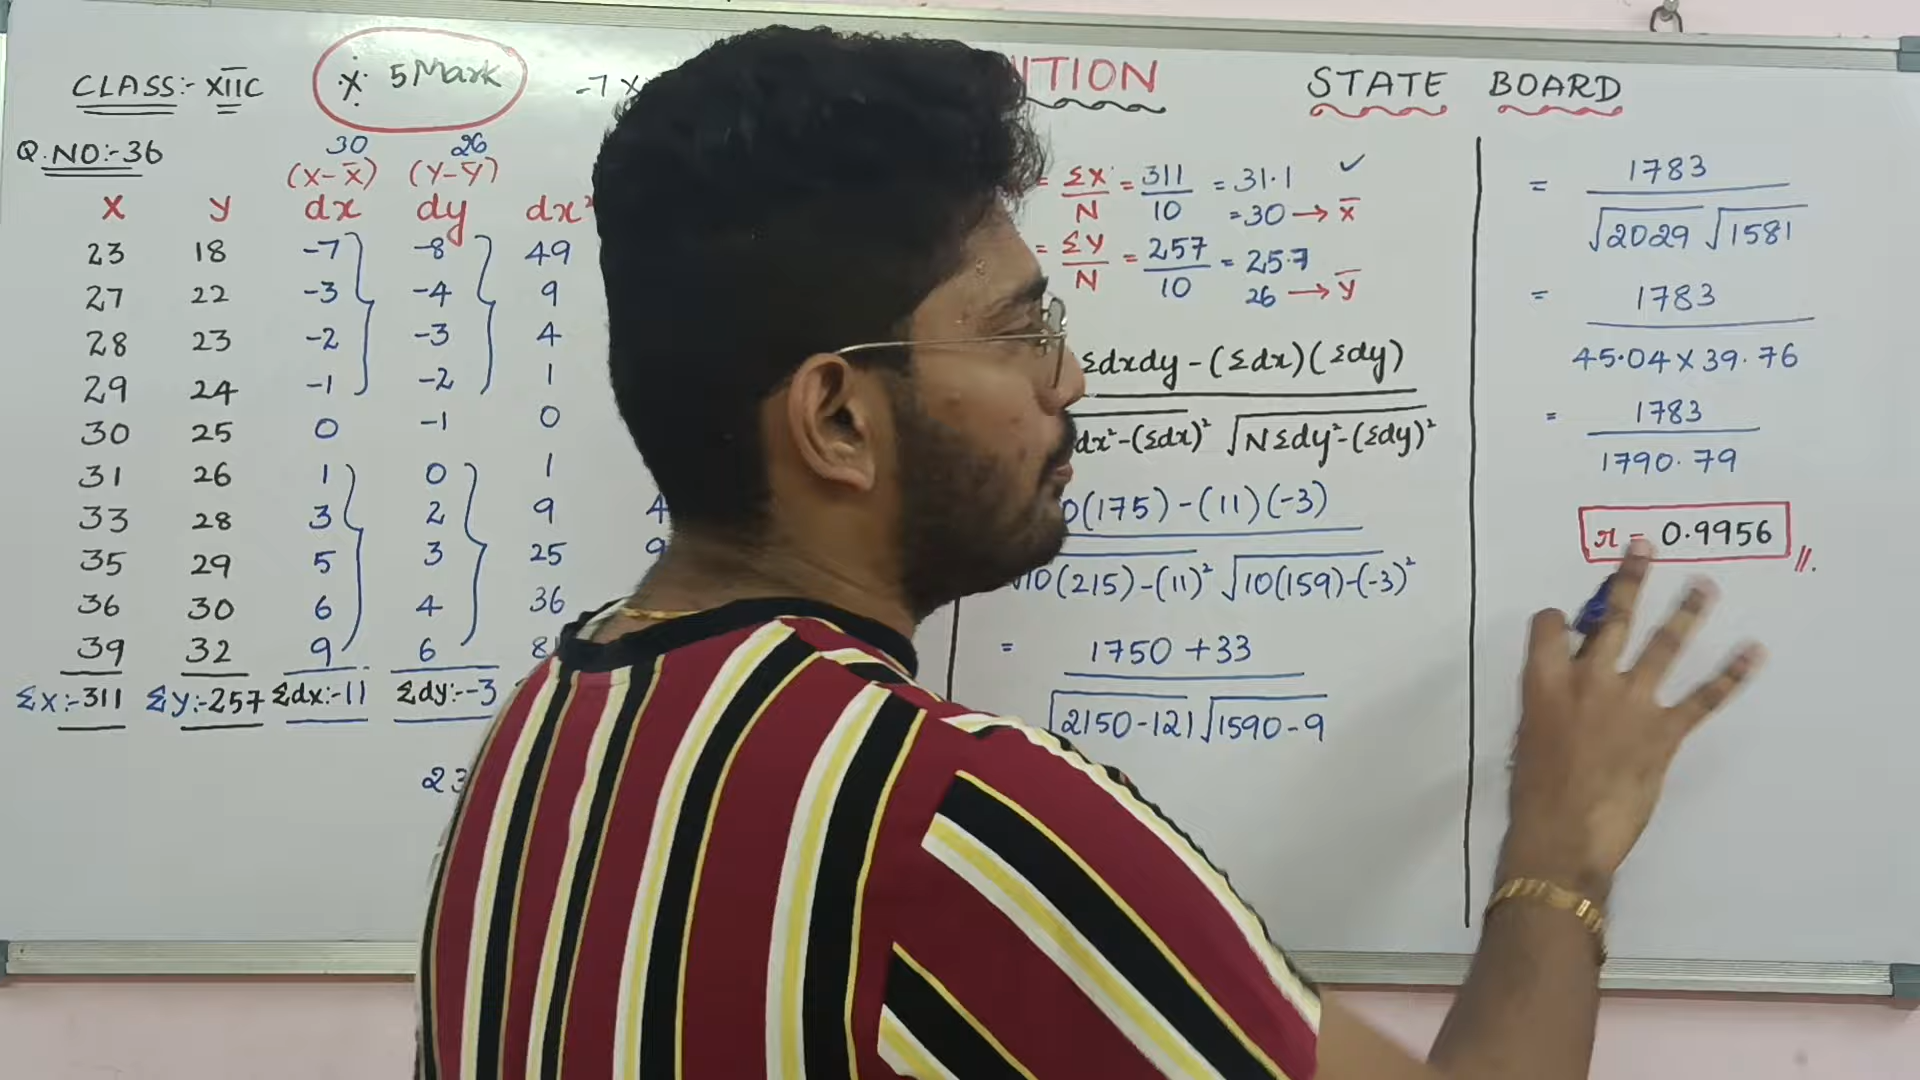 CLASS:- XIIC
5 Mark
-7 X
ITION
STATE BOARD
Q.NO:-36
30 26
(X-X̅) (Y-Y̅)
X Y dx dy dx²
23 18 -7 -8 49
27 22 -3 -4 9
28 23 -2 -3 4
29 24 -1 -2 1
30 25 0 -1 0
31 26 1 0 1
33 28 3 2 9 4
35 29 5 3 25 9
36 30 6 4 36
39 32 9 6 8
ΣX:-311 ΣY:-257 Σdx:-11 Σdy:--3
23
= ΣX/N = 311/10 = 31.1 ✓
=30 → X̅
= ΣY/N = 257/10 = 25.7
26 → Y̅
Σdxdy-(Σdx)(Σdy)
dx²-(Σdx)² √NΣdy²-(Σdy)²
0(175)-(11)(-3)
√10(215)-(11)² √10(159)-(-3)²
= 1750+33
√2150-121 √1590-9
= 1783
√2029 √1581
= 1783
45.04 X 39.76
= 1783
1790.79
r = 0.9956 //.